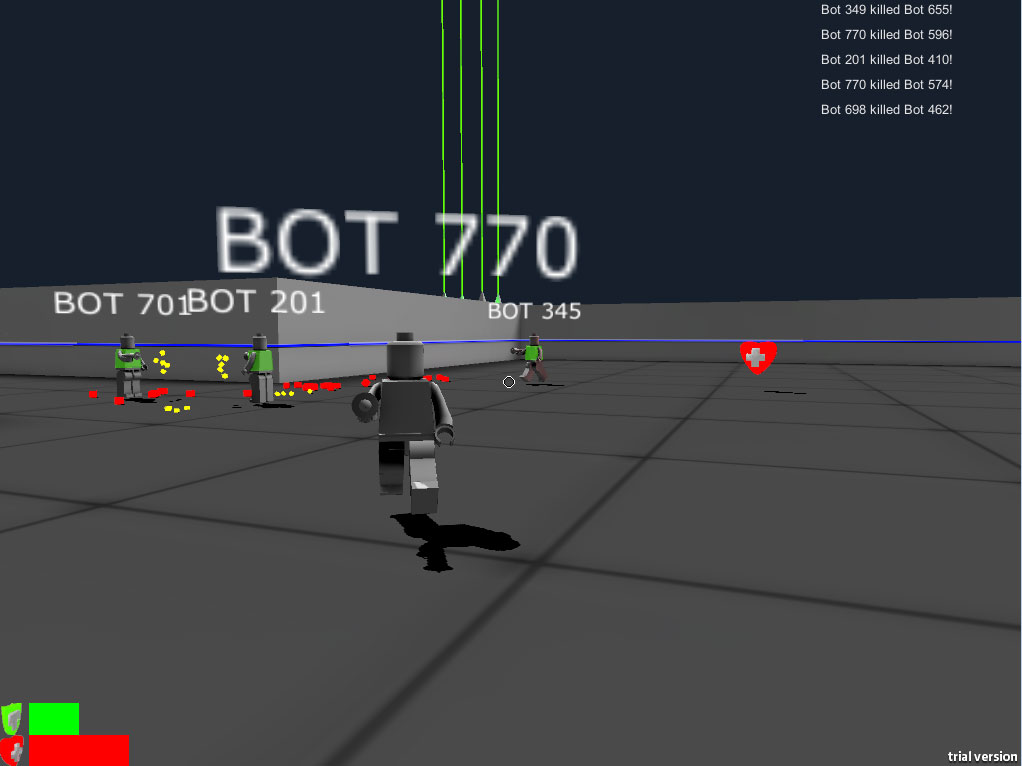 Bot 349 killed Bot 655!
Bot 770 killed Bot 596!
Bot 201 killed Bot 410!
Bot 770 killed Bot 574!
Bot 698 killed Bot 462!
BOT 770
BOT 701
BOT 201
BOT 345
trial version